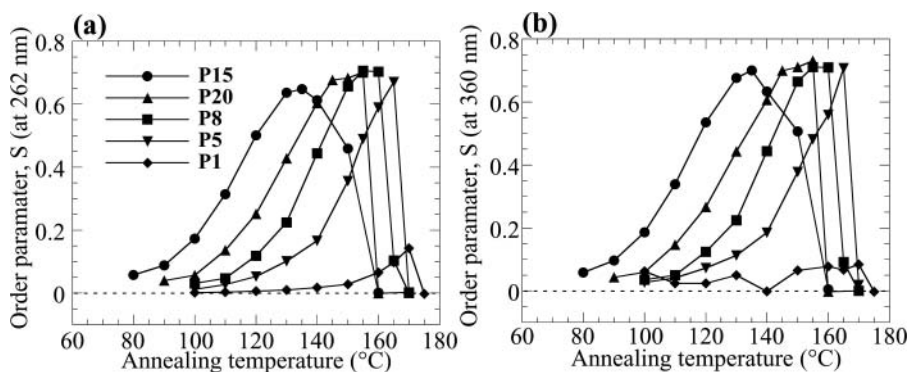 (a)
Order paramater, S (at 262 nm)
0.8
0.6
0.4
0.2
0
P15
P20
P8
P5
P1
60 80 100 120 140 160 180
Annealing temperature (°C)
(b)
Order paramater, S (at 360 nm)
0.8
0.6
0.4
0.2
0
60 80 100 120 140 160 180
Annealing temperature (°C)